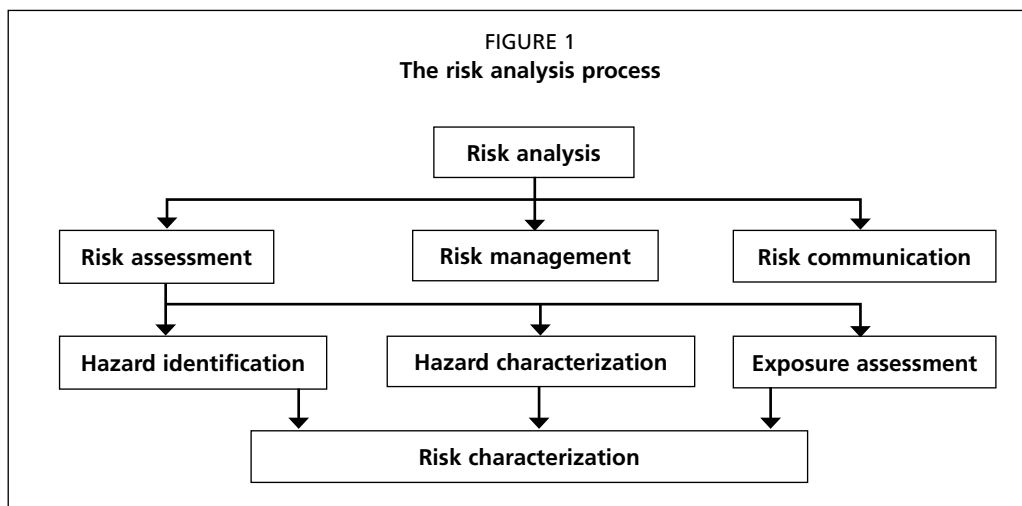 FIGURE 1
The risk analysis process
Risk analysis
Risk assessment
Risk management
Risk communication
Hazard identification
Hazard characterization
Exposure assessment
Risk characterization